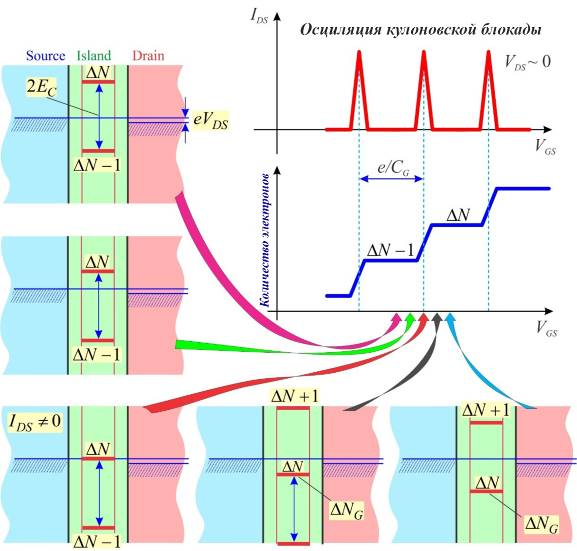 I_DS
Осциляция кулоновской блокады
V_DS ~ 0
V_GS
Source Island Drain
ΔN
2E_C
eV_DS
ΔN − 1
e/C_G
ΔN
ΔN − 1
Количество электронов
V_GS
ΔN
ΔN−1
I_DS ≠ 0
ΔN
ΔN−1
ΔN+1
ΔN
ΔN_G
ΔN+1
ΔN
ΔN_G